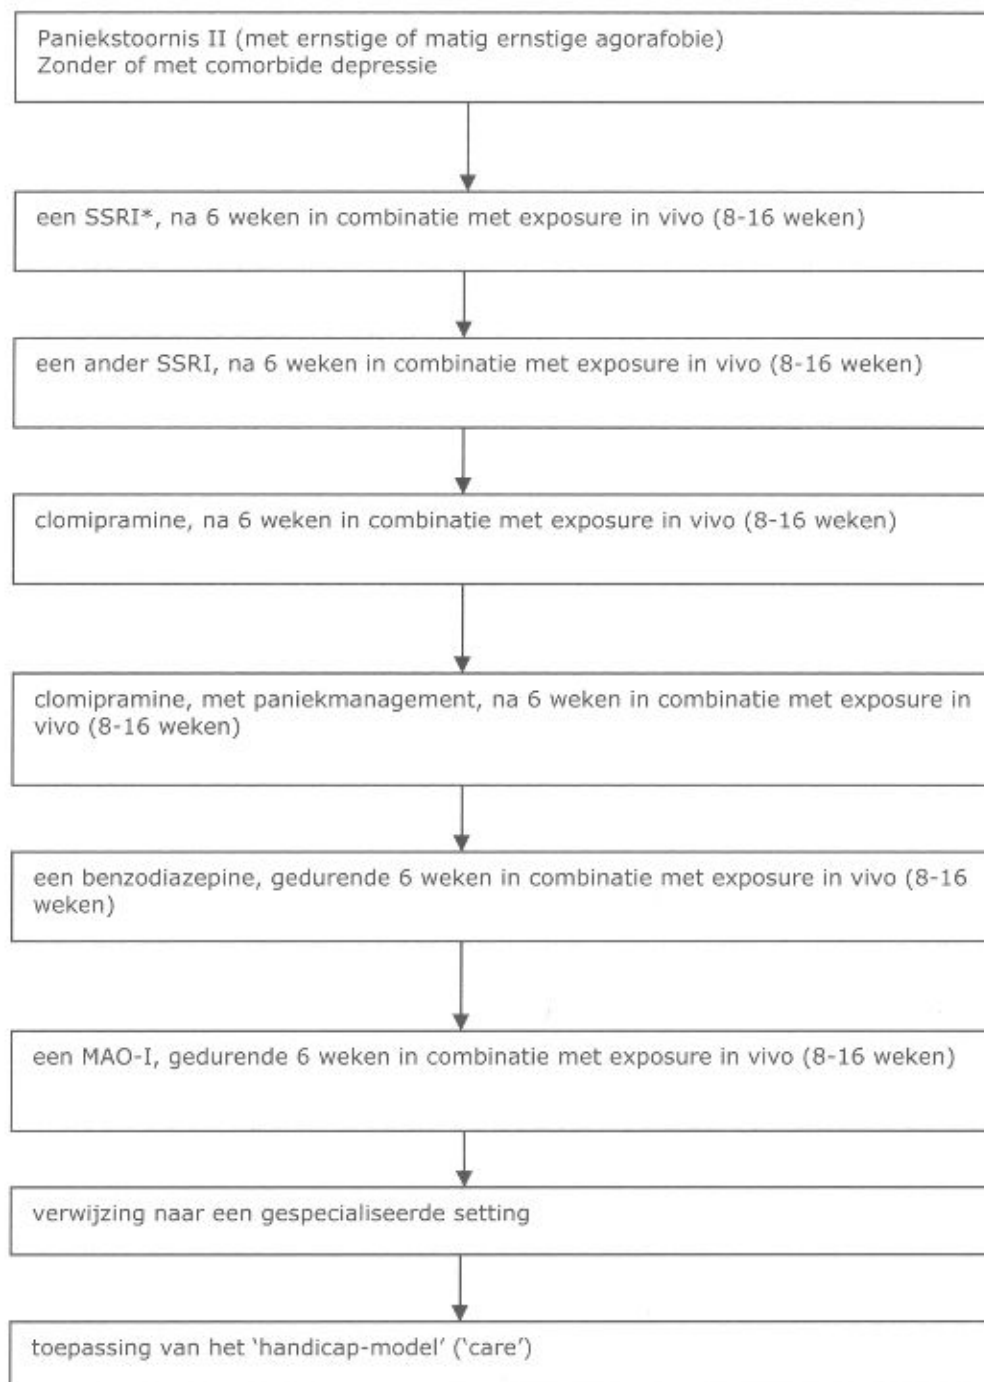 Paniekstoornis II (met ernstige of matig ernstige agorafobie)
Zonder of met comorbide depressie
een SSRI*, na 6 weken in combinatie met exposure in vivo (8-16 weken)
een ander SSRI, na 6 weken in combinatie met exposure in vivo (8-16 weken)
clomipramine, na 6 weken in combinatie met exposure in vivo (8-16 weken)
clomipramine, met paniekmanagement, na 6 weken in combinatie met exposure in
vivo (8-16 weken)
een benzodiazepine, gedurende 6 weken in combinatie met exposure in vivo (8-16
weken)
een MAO-I, gedurende 6 weken in combinatie met exposure in vivo (8-16 weken)
verwijzing naar een gespecialiseerde setting
toepassing van het ‘handicap-model’ (‘care’)